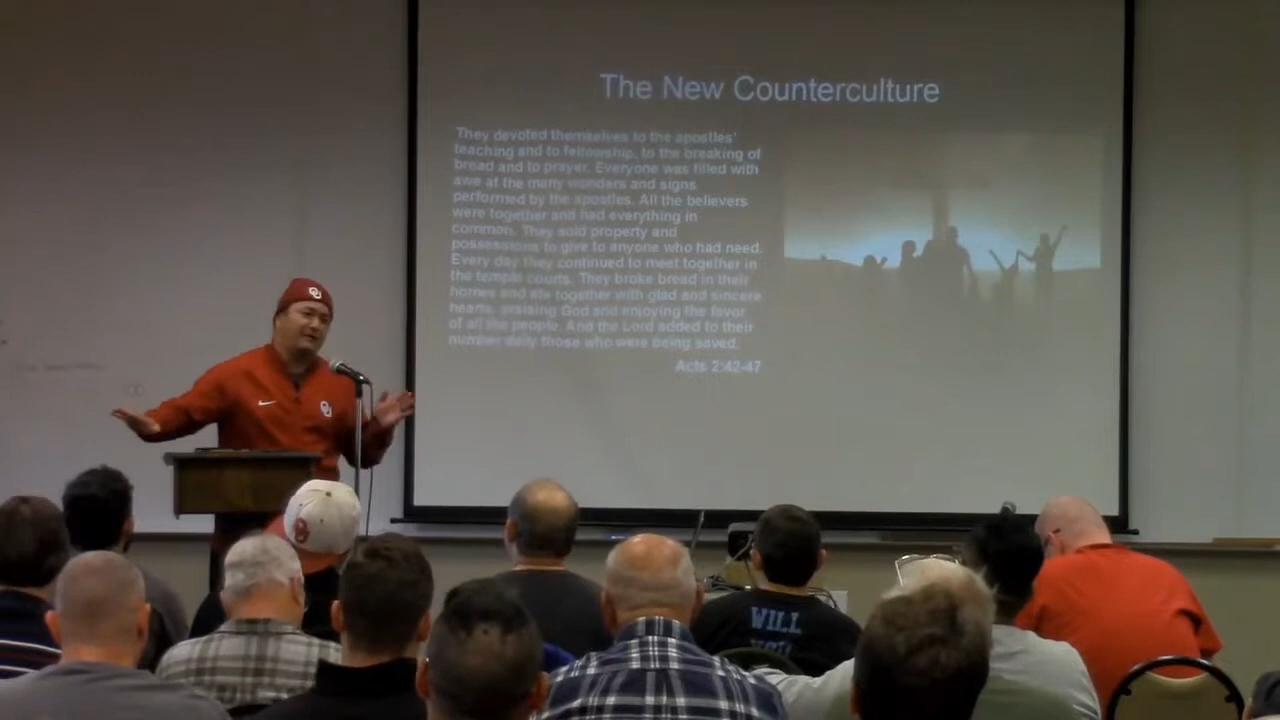 The New Counterculture
They devoted themselves to the apostles'
teaching and to fellowship, to the breaking of
bread and to prayer. Everyone was filled with
awe at the many wonders and signs
performed by the apostles. All the believers
were together and had everything in
common. They sold property and
possessions to give to anyone who had need.
Every day they continued to meet together in
the temple courts. They broke bread in their
homes and ate together with glad and sincere
hearts, praising God and enjoying the favor
of all the people. And the Lord added to their
number daily those who were being saved.
Acts 2:42-47
OU
OU
B
WILL